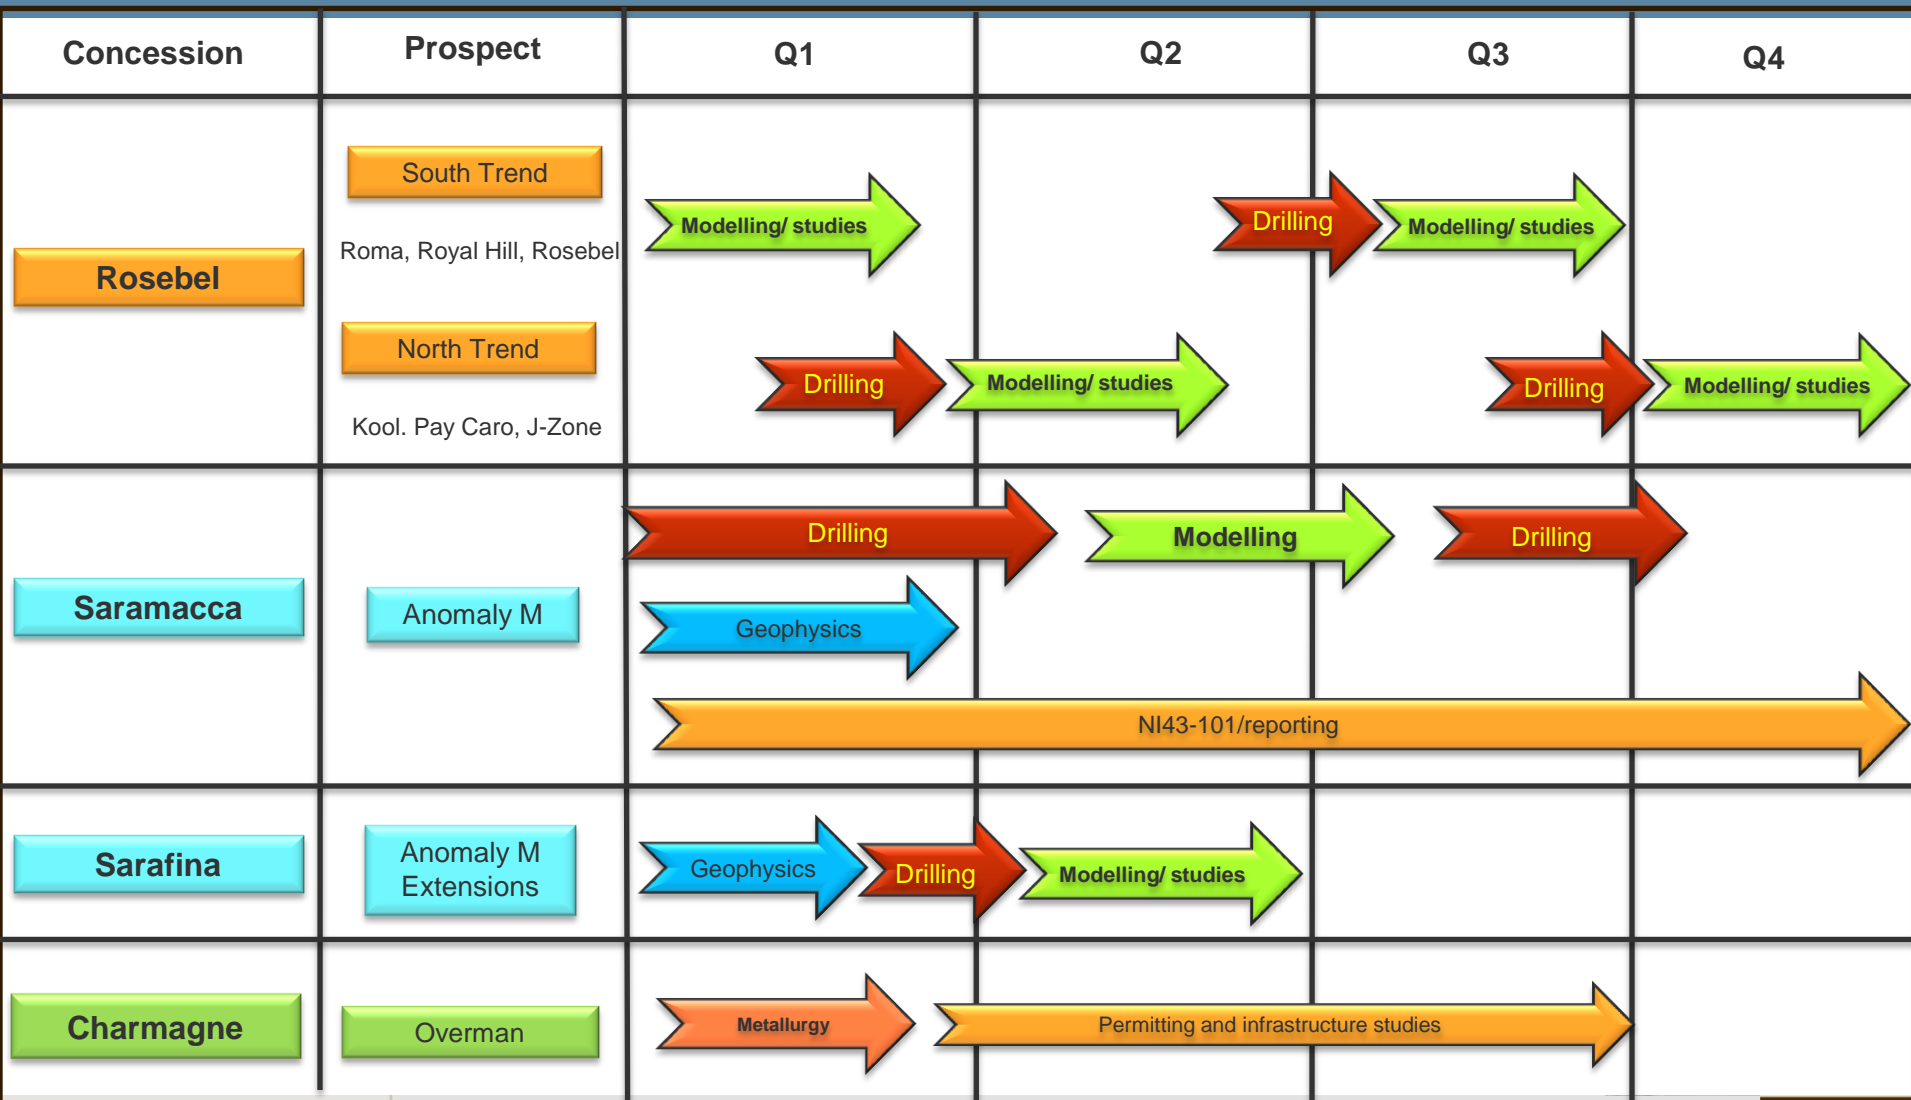 Concession
Prospect
Q1
Q2
Q3
Q4
Rosebel
South Trend
Roma, Royal Hill, Rosebel
Modelling/ studies
Drilling
Modelling/ studies
North Trend
Kool. Pay Caro, J-Zone
Drilling
Modelling/ studies
Drilling
Modelling/ studies
Saramacca
Anomaly M
Drilling
Modelling
Drilling
Geophysics
NI43-101/reporting
Sarafina
Anomaly M
Extensions
Geophysics
Drilling
Modelling/ studies
Charmagne
Overman
Metallurgy
Permitting and infrastructure studies